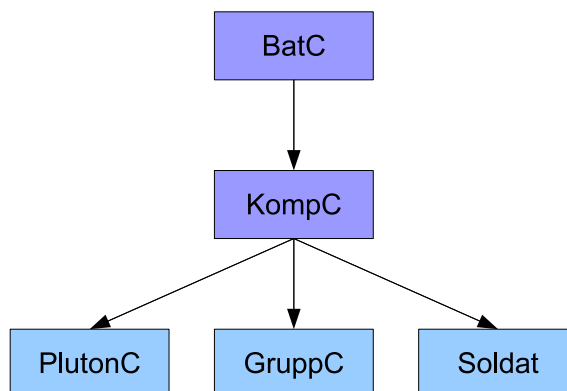 BatC
KompC
PlutonC
GruppC
Soldat